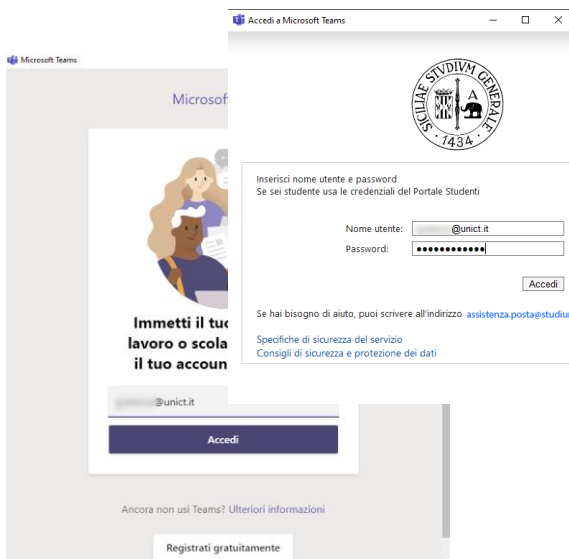 Microsoft Teams
Microsof
Immetti il tuo
lavoro o scola
il tuo accoun
@unict.it
Accedi
Ancora non usi Teams? Ulteriori informazioni
Registrati gratuitamente
Accedi a Microsoft Teams
SICILIAE STVDIVM GENERALE
1434
A
Inserisci nome utente e password
Se sei studente usa le credenziali del Portale Studenti
Nome utente: @unict.it
Password: ●●●●●●●●●●●●
Accedi
Se hai bisogno di aiuto, puoi scrivere all'indirizzo assistenza.posta@studiu
Specifiche di sicurezza del servizio
Consigli di sicurezza e protezione dei dati